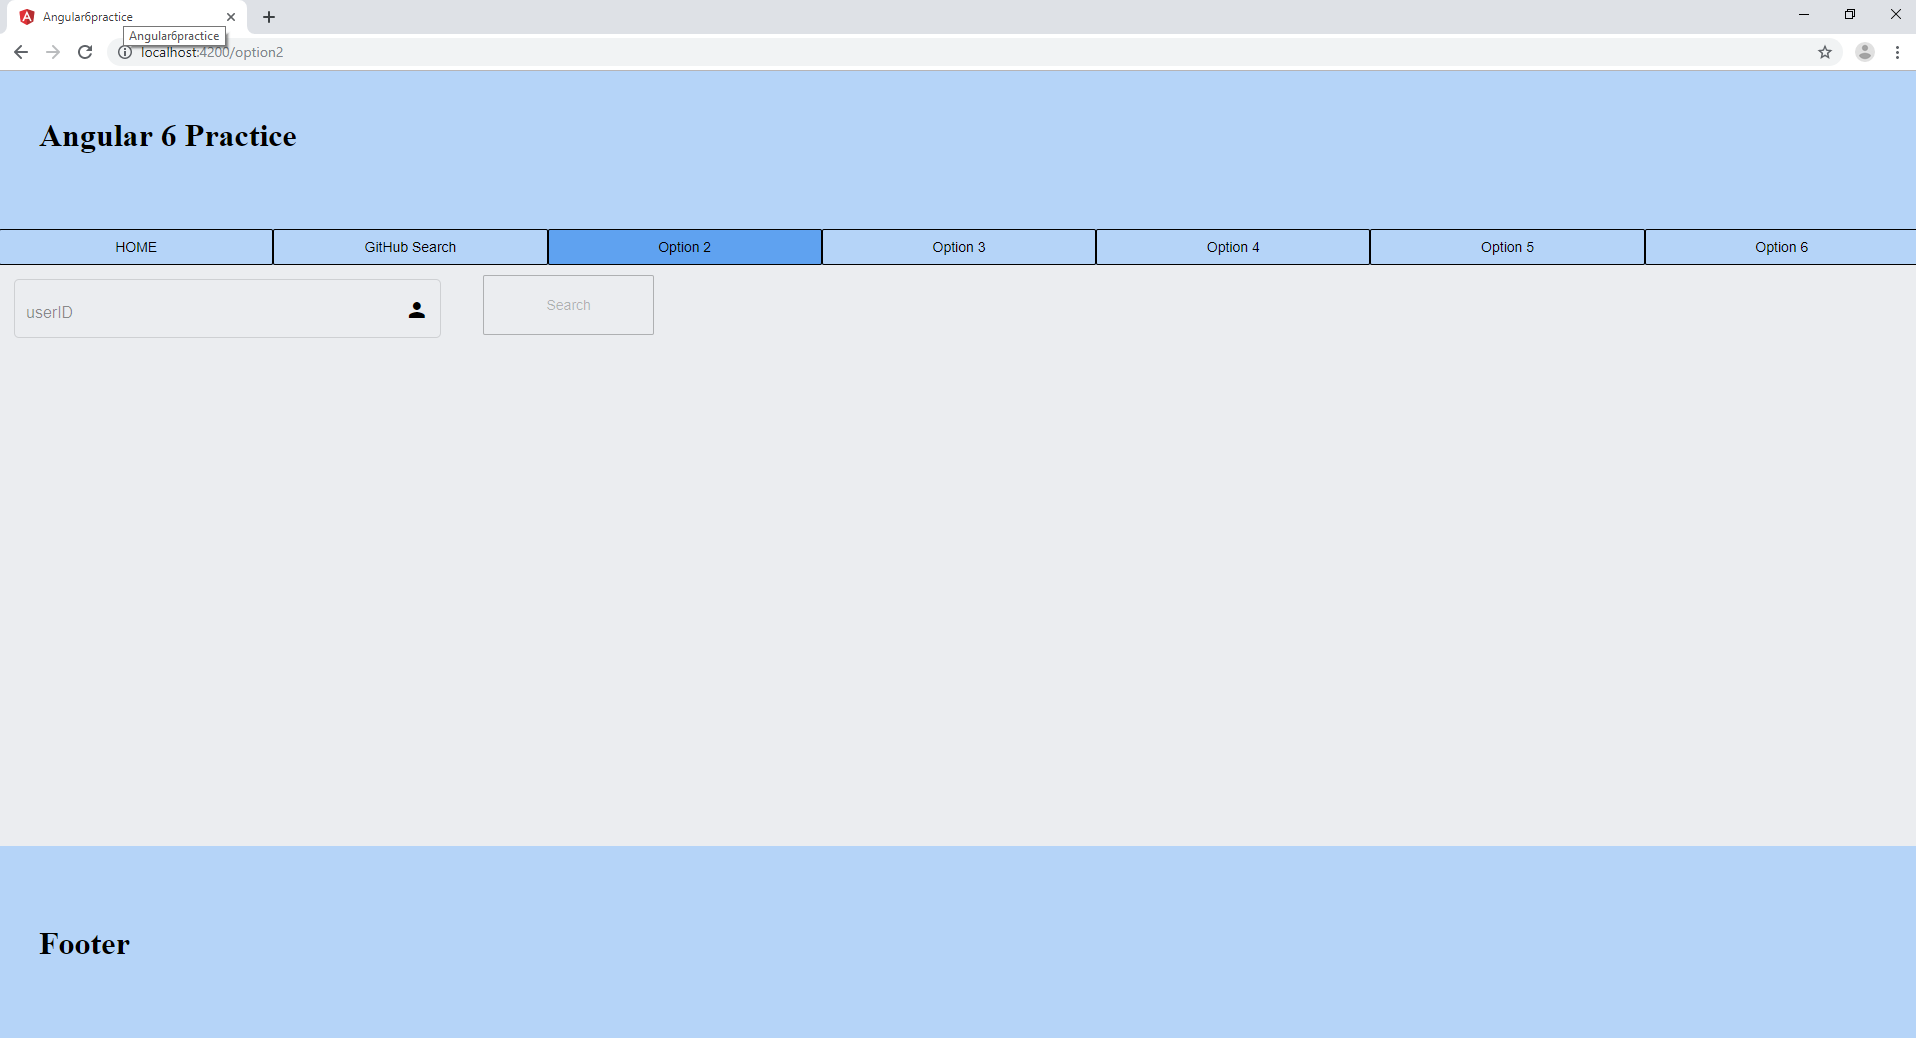 Angular6practice
Angular6practice
localhost:4200/option2
Angular 6 Practice
HOME GitHub Search Option 2 Option 3 Option 4 Option 5 Option 6
userID Search
Footer